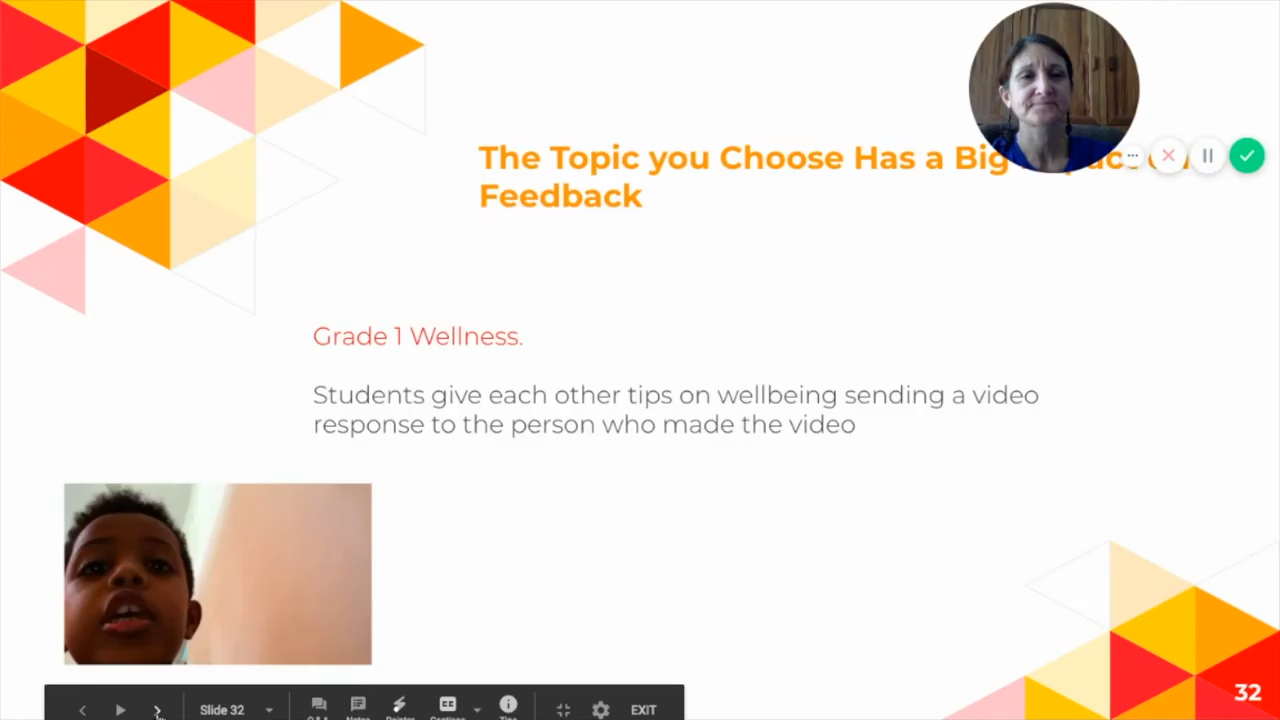 The Topic you Choose Has a Big
Feedback
Grade 1 Wellness.
Students give each other tips on wellbeing sending a video
response to the person who made the video
Slide 32
CC
EXIT
32